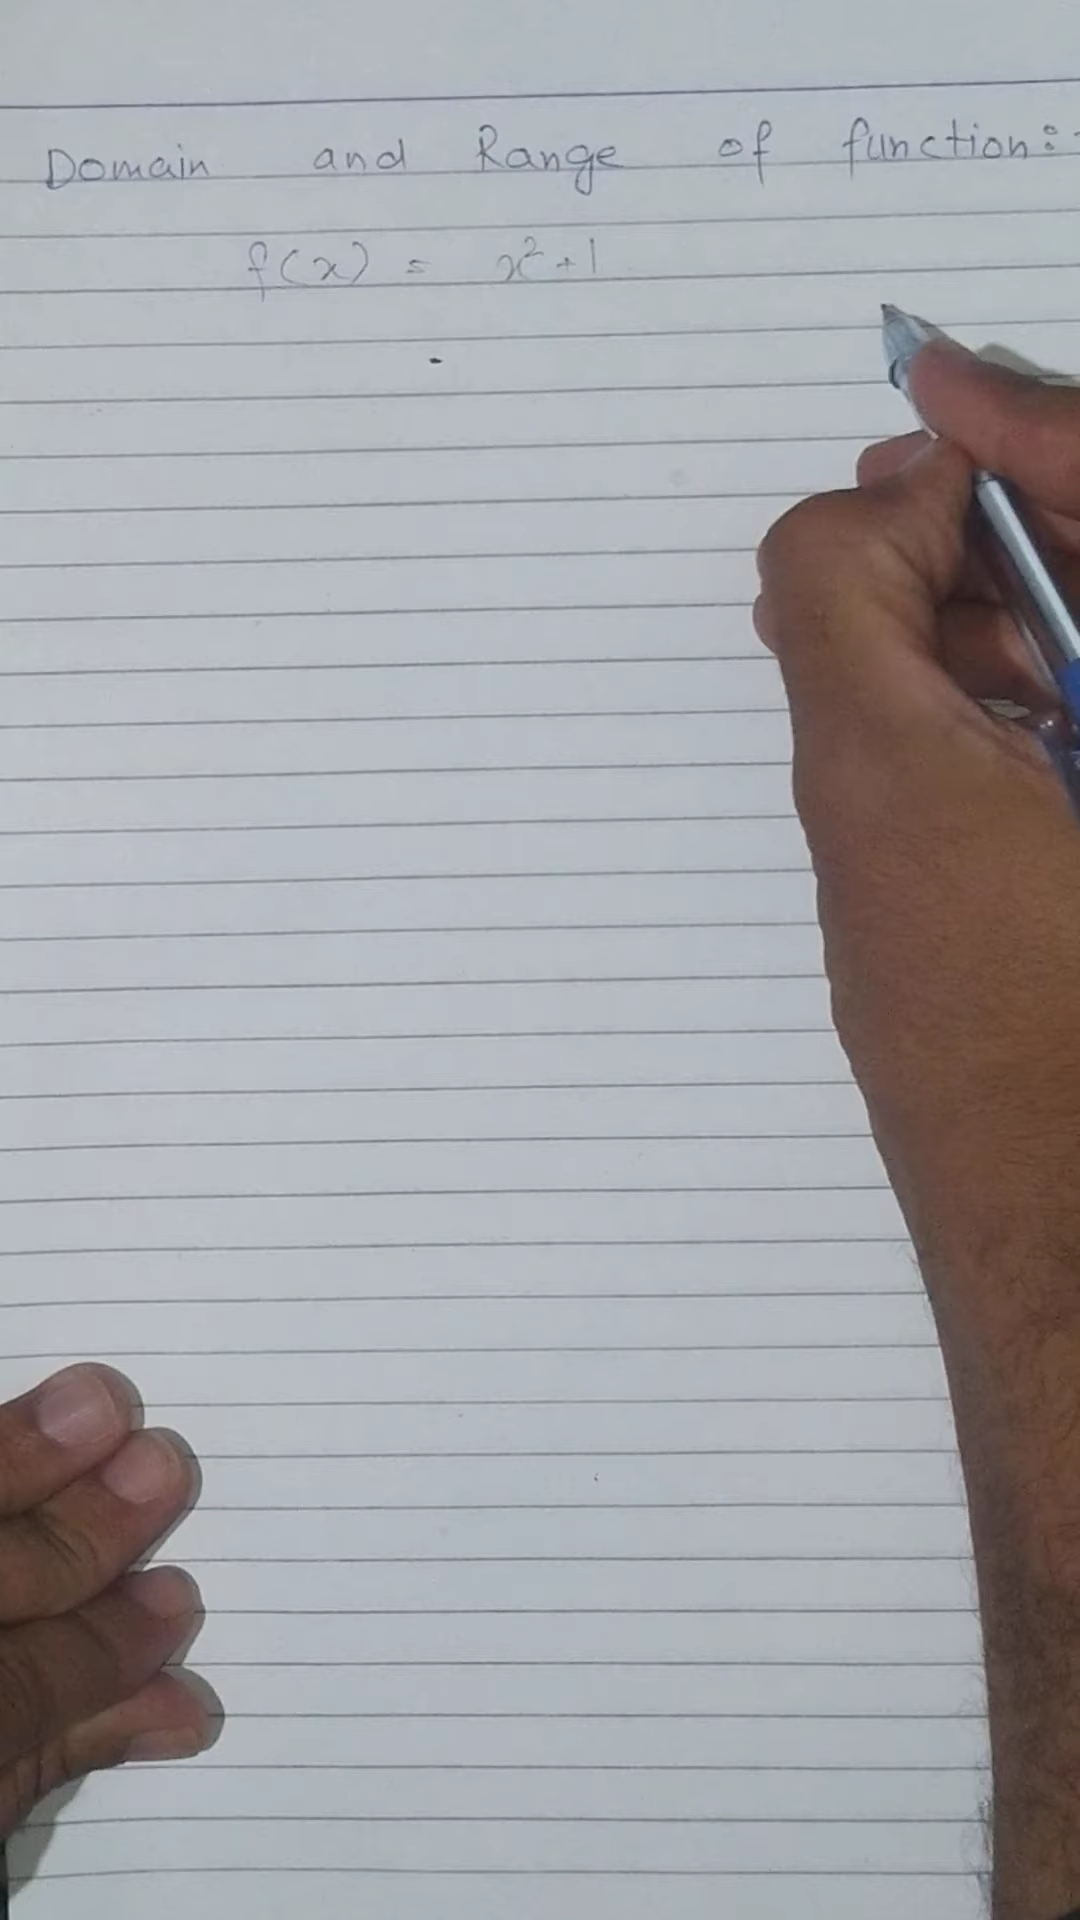 Domain and Range of function:-
f(x) = x²+1